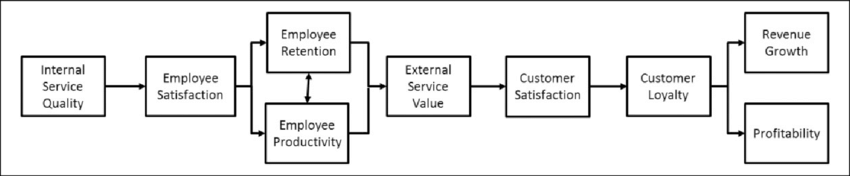 Internal
Service
Quality
Employee
Satisfaction
Employee
Retention
Employee
Productivity
External
Service
Value
Customer
Satisfaction
Customer
Loyalty
Revenue
Growth
Profitability